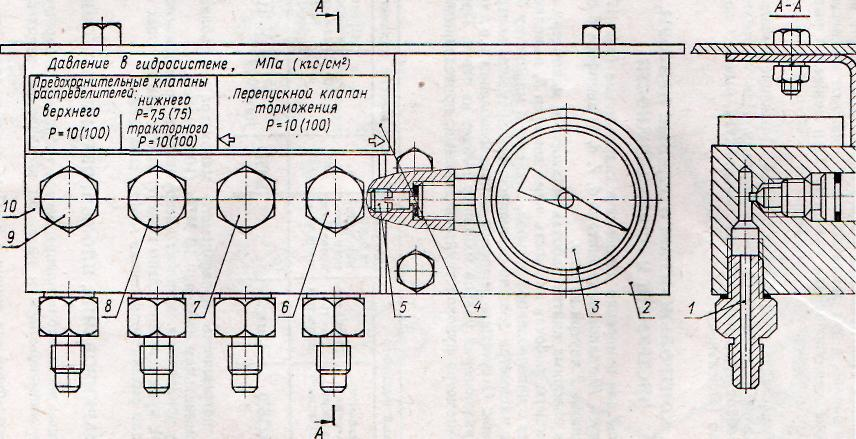 А
А-А
Давление в гидросистеме, МПа (кгс/см²)
Предохранительные клапаны
распределителей:
верхнего
Р=10(100)
нижнего
Р=7,5(75)
тракторного
Р=10(100)
Перепускной клапан
торможения
Р=10(100)
10
9
8
7
6
5
4
3
2
1
А